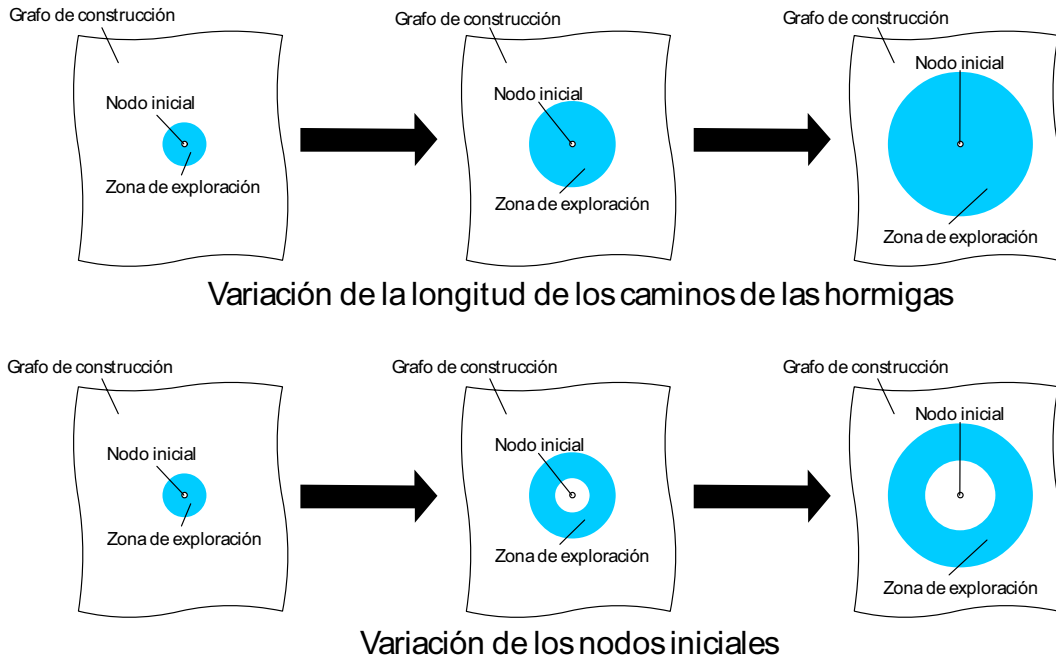 Grafo de construcción
Grafo de construcción
Grafo de construcción
Nodo inicial
Nodo inicial
Nodo inicial
Zona de exploración
Zona de exploración
Zona de exploración
Variación de la longitud de los caminos de las hormigas
Grafo de construcción
Grafo de construcción
Grafo de construcción
Nodo inicial
Nodo inicial
Nodo inicial
Zona de exploración
Zona de exploración
Zona de exploración
Variación de los nodos iniciales